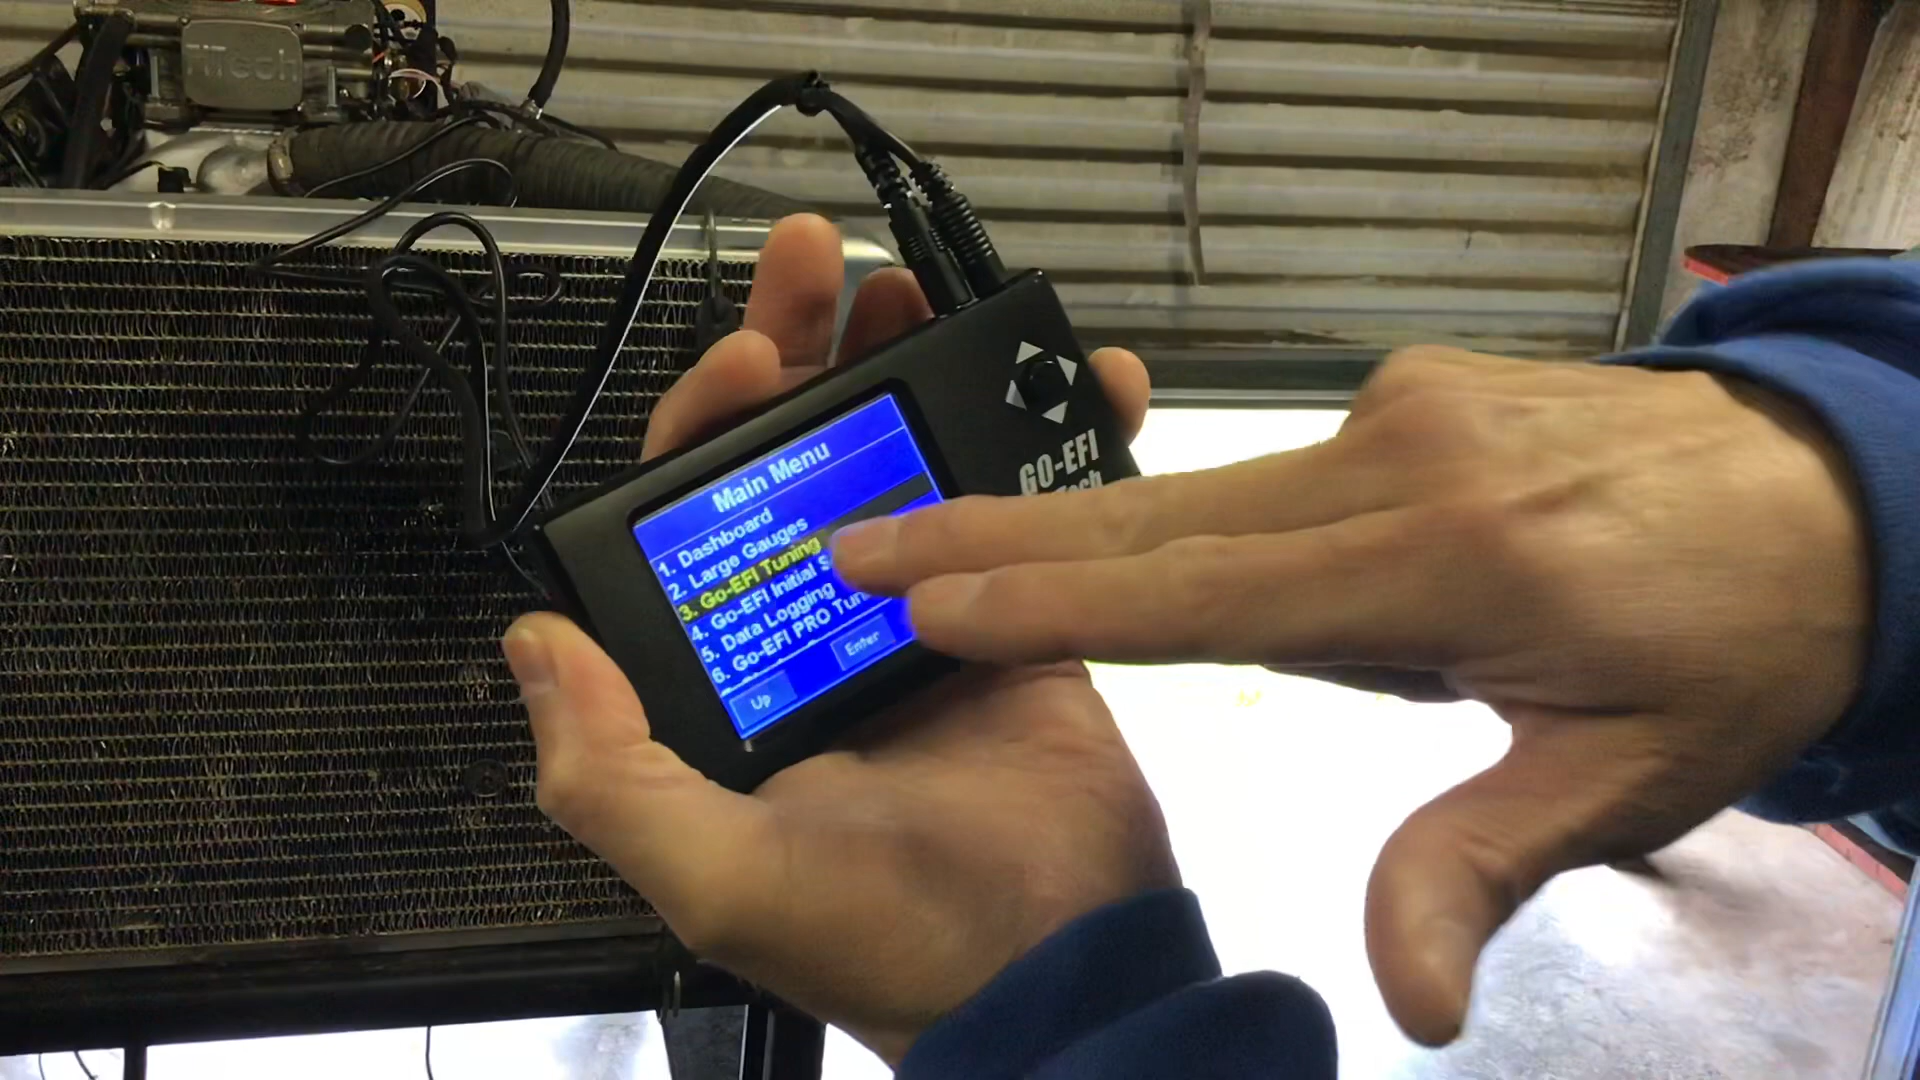 FiTech
Main Menu
1. Dashboard
2. Large Gauges
3. Go-EFI Tuning
4. Go-EFI Initial
5. Data Logging
6. Go-EFI PRO
Up
Enter
GO-EFI